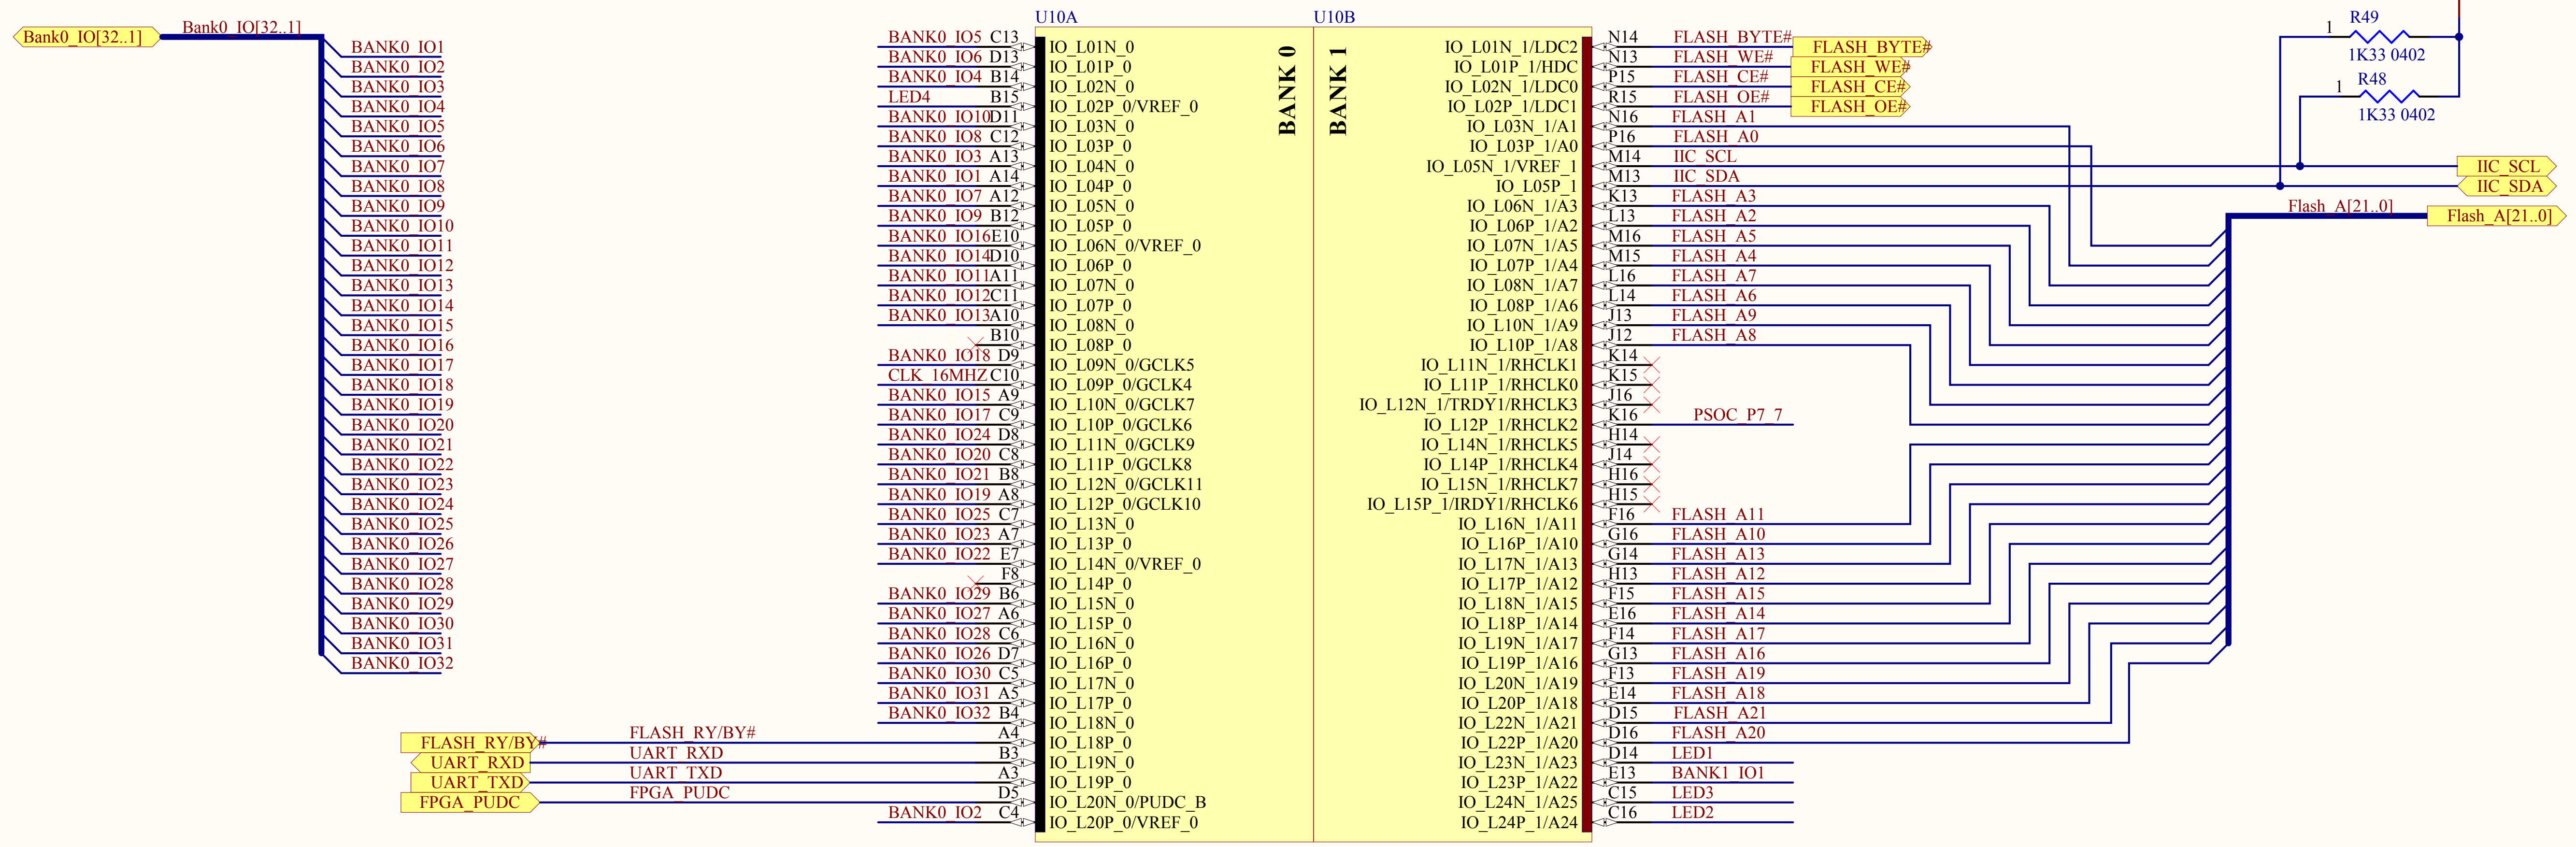 Bank0_IO[32..1]
Bank0_IO[32..1]
BANK0_IO1
BANK0_IO2
BANK0_IO3
BANK0_IO4
BANK0_IO5
BANK0_IO6
BANK0_IO7
BANK0_IO8
BANK0_IO9
BANK0_IO10
BANK0_IO11
BANK0_IO12
BANK0_IO13
BANK0_IO14
BANK0_IO15
BANK0_IO16
BANK0_IO17
BANK0_IO18
BANK0_IO19
BANK0_IO20
BANK0_IO21
BANK0_IO22
BANK0_IO23
BANK0_IO24
BANK0_IO25
BANK0_IO26
BANK0_IO27
BANK0_IO28
BANK0_IO29
BANK0_IO30
BANK0_IO31
BANK0_IO32
FLASH_RY/BY# FLASH_RY/BY#
UART_RXD UART_RXD
UART_TXD UART_TXD
FPGA_PUDC FPGA_PUDC
U10A
BANK 0
BANK0_IO5 C13 IO_L01N_0
BANK0_IO6 D13 IO_L01P_0
BANK0_IO4 B14 IO_L02N_0
LED4 B15 IO_L02P_0/VREF_0
BANK0_IO10 D11 IO_L03N_0
BANK0_IO8 C12 IO_L03P_0
BANK0_IO3 A13 IO_L04N_0
BANK0_IO1 A14 IO_L04P_0
BANK0_IO7 A12 IO_L05N_0
BANK0_IO9 B12 IO_L05P_0
BANK0_IO16 E10 IO_L06N_0/VREF_0
BANK0_IO14 D10 IO_L06P_0
BANK0_IO11 A11 IO_L07N_0
BANK0_IO12 C11 IO_L07P_0
BANK0_IO13 A10 IO_L08N_0
B10 IO_L08P_0
BANK0_IO18 D9 IO_L09N_0/GCLK5
CLK_16MHZ C10 IO_L09P_0/GCLK4
BANK0_IO15 A9 IO_L10N_0/GCLK7
BANK0_IO17 C9 IO_L10P_0/GCLK6
BANK0_IO24 D8 IO_L11N_0/GCLK9
BANK0_IO20 C8 IO_L11P_0/GCLK8
BANK0_IO21 B8 IO_L12N_0/GCLK11
BANK0_IO19 A8 IO_L12P_0/GCLK10
BANK0_IO25 C7 IO_L13N_0
BANK0_IO23 A7 IO_L13P_0
BANK0_IO22 E7 IO_L14N_0/VREF_0
F8 IO_L14P_0
BANK0_IO29 B6 IO_L15N_0
BANK0_IO27 A6 IO_L15P_0
BANK0_IO28 C6 IO_L16N_0
BANK0_IO26 D7 IO_L16P_0
BANK0_IO30 C5 IO_L17N_0
BANK0_IO31 A5 IO_L17P_0
BANK0_IO32 B4 IO_L18N_0
A4 IO_L18P_0
B3 IO_L19N_0
A3 IO_L19P_0
D5 IO_L20N_0/PUDC_B
BANK0_IO2 C4 IO_L20P_0/VREF_0
U10B
BANK 1
IO_L01N_1/LDC2 N14 FLASH_BYTE# FLASH_BYTE#
IO_L01P_1/HDC N13 FLASH_WE# FLASH_WE#
IO_L02N_1/LDC0 P15 FLASH_CE# FLASH_CE#
IO_L02P_1/LDC1 R15 FLASH_OE# FLASH_OE#
IO_L03N_1/A1 N16 FLASH_A1
IO_L03P_1/A0 P16 FLASH_A0
IO_L05N_1/VREF_1 M14 IIC_SCL
IO_L05P_1 M13 IIC_SDA
IO_L06N_1/A3 K13 FLASH_A3
IO_L06P_1/A2 L13 FLASH_A2
IO_L07N_1/A5 M16 FLASH_A5
IO_L07P_1/A4 M15 FLASH_A4
IO_L08N_1/A7 L16 FLASH_A7
IO_L08P_1/A6 L14 FLASH_A6
IO_L10N_1/A9 J13 FLASH_A9
IO_L10P_1/A8 J12 FLASH_A8
IO_L11N_1/RHCLK1 K14
IO_L11P_1/RHCLK0 K15
IO_L12N_1/TRDY1/RHCLK3 J16
IO_L12P_1/RHCLK2 K16 PSOC_P7_7
IO_L14N_1/RHCLK5 H14
IO_L14P_1/RHCLK4 J14
IO_L15N_1/RHCLK7 H16
IO_L15P_1/IRDY1/RHCLK6 H15
IO_L16N_1/A11 F16 FLASH_A11
IO_L16P_1/A10 G16 FLASH_A10
IO_L17N_1/A13 G14 FLASH_A13
IO_L17P_1/A12 H13 FLASH_A12
IO_L18N_1/A15 F15 FLASH_A15
IO_L18P_1/A14 E16 FLASH_A14
IO_L19N_1/A17 F14 FLASH_A17
IO_L19P_1/A16 G13 FLASH_A16
IO_L20N_1/A19 F13 FLASH_A19
IO_L20P_1/A18 E14 FLASH_A18
IO_L22N_1/A21 D15 FLASH_A21
IO_L22P_1/A20 D16 FLASH_A20
IO_L23N_1/A23 D14 LED1
IO_L23P_1/A22 E13 BANK1_IO1
IO_L24N_1/A25 C15 LED3
IO_L24P_1/A24 C16 LED2
R49
1
1K33 0402
R48
1
1K33 0402
IIC_SCL
IIC_SDA
Flash_A[21..0] Flash_A[21..0]